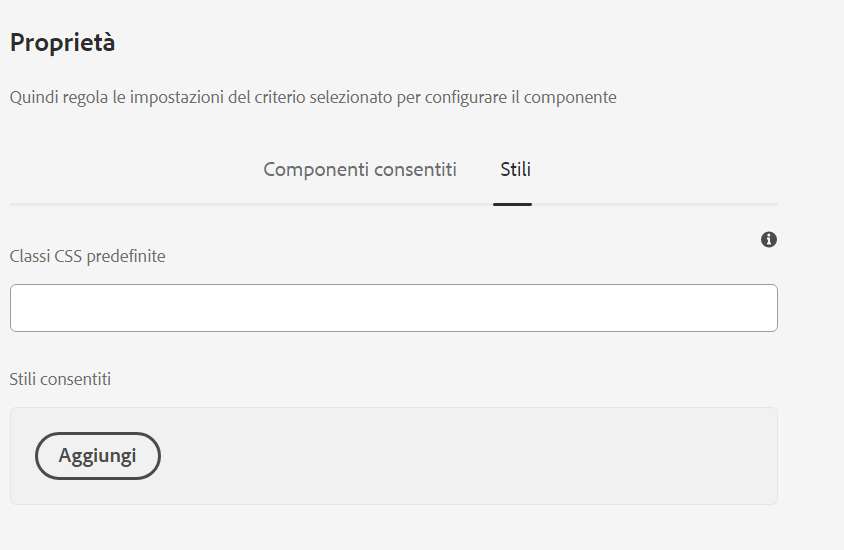 Proprietà
Quindi regola le impostazioni del criterio selezionato per configurare il componente
Componenti consentiti
Stili
Classi CSS predefinite
Stili consentiti
Aggiungi